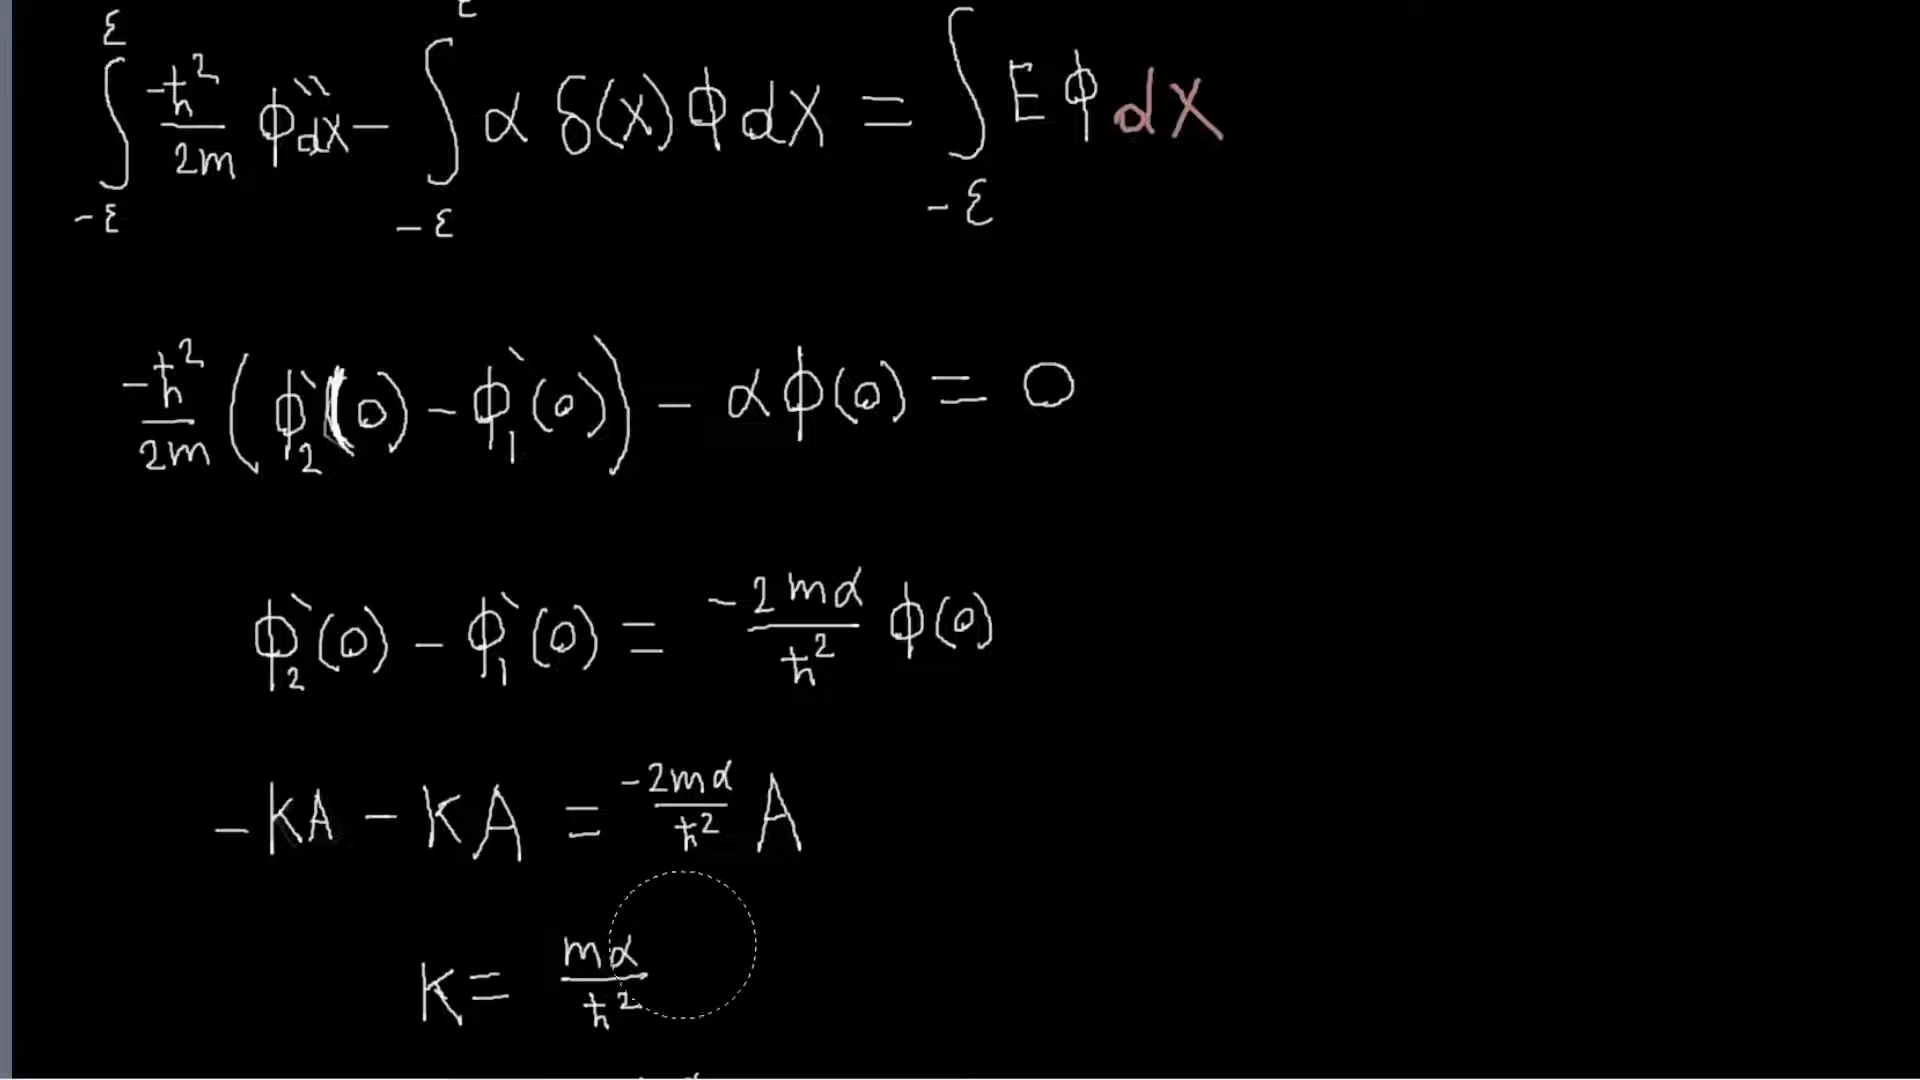 ∫_{-ε}^{ε} -ħ²/2m ϕ'' dx - ∫_{-ε}^{ε} α δ(x) ϕ dx = ∫_{-ε} E ϕ dx
-ħ²/2m (ϕ₂'(0) - ϕ₁'(0)) - α ϕ(0) = 0
ϕ₂'(0) - ϕ₁'(0) = -2mα/ħ² ϕ(0)
-KA - KA = -2mα/ħ² A
K = mα/ħ²